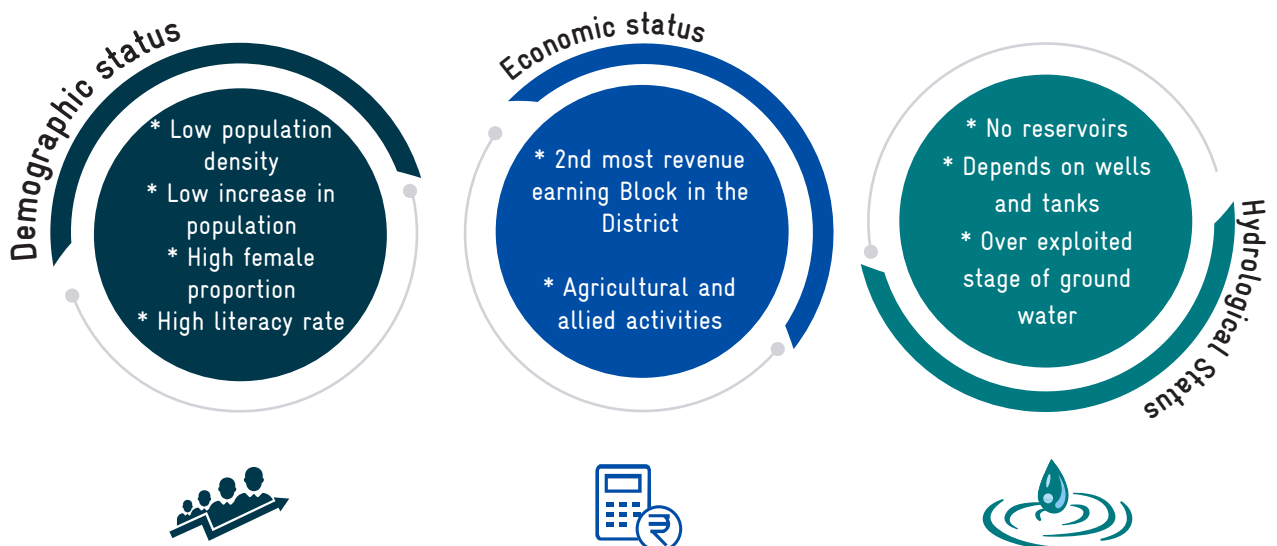 Demographic status
* Low population
density
* Low increase in
population
* High female
proportion
* High literacy rate
Economic status
* 2nd most revenue
earning Block in the
District
* Agricultural and
allied activities
Hydrological Status
* No reservoirs
* Depends on wells
and tanks
* Over exploited
stage of ground
water
₹